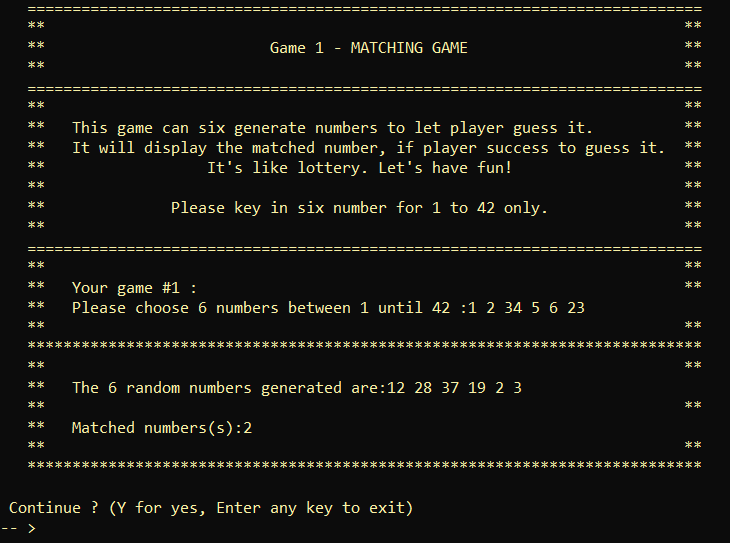 ===========================================================================
** **
** Game 1 - MATCHING GAME **
** **
===========================================================================
** **
** This game can six generate numbers to let player guess it. **
** It will display the matched number, if player success to guess it. **
** It's like lottery. Let's have fun! **
** **
** Please key in six number for 1 to 42 only. **
** **
===========================================================================
** **
** Your game #1 : **
** Please choose 6 numbers between 1 until 42 :1 2 34 5 6 23
** **
***************************************************************************
** **
** The 6 random numbers generated are:12 28 37 19 2 3
** **
** Matched numbers(s):2
** **
***************************************************************************
Continue ? (Y for yes, Enter any key to exit)
-- >